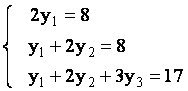 2y₁ = 8
y₁ + 2y₂ = 8
y₁ + 2y₂ + 3y₃ = 17